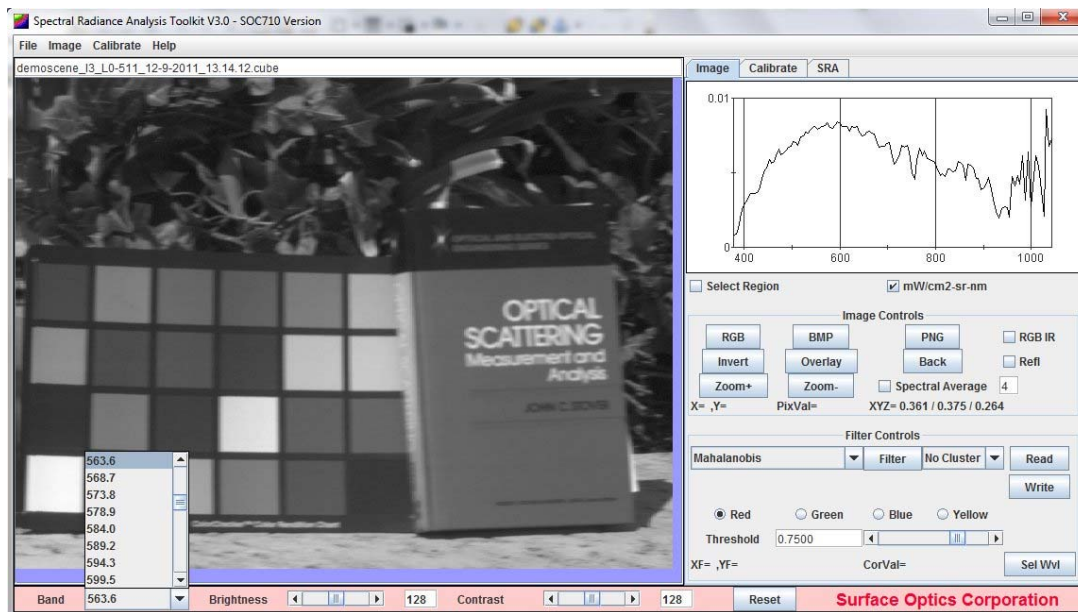 Spectral Radiance Analysis Toolkit V3.0 - SOC710 Version
File Image Calibrate Help
demoscene_I3_L0-511_12-9-2011_13.14.12.cube
Image Calibrate SRA
0.01
0
400 600 800 1000
Select Region mW/cm2-sr-nm
Image Controls
RGB BMP PNG RGB IR
Invert Overlay Back Refl
Zoom+ Zoom- Spectral Average 4
X= ,Y= PixVal= XYZ= 0.361 / 0.375 / 0.264
Filter Controls
Mahalanobis Filter No Cluster Read
Write
Red Green Blue Yellow
Threshold 0.7500
XF= ,YF= CorVal= Sel Wvl
OPTICAL
SCATTERING
Measurement and
Analysis
JOHN C. STOVER
563.6
568.7
573.8
578.9
584.0
589.2
594.3
599.5
Band 563.6 Brightness 128 Contrast 128 Reset Surface Optics Corporation